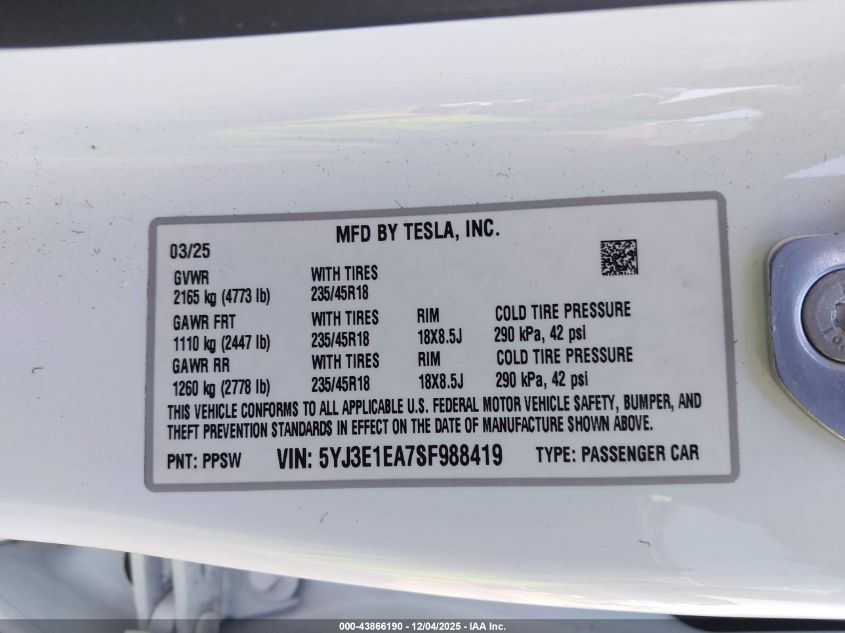 MFD BY TESLA, INC.
03/25
GVWR WITH TIRES
2165 kg (4773 lb) 235/45R18
GAWR FRT WITH TIRES RIM COLD TIRE PRESSURE
1110 kg (2447 lb) 235/45R18 18X8.5J 290 kPa, 42 psi
GAWR RR WITH TIRES RIM COLD TIRE PRESSURE
1260 kg (2778 lb) 235/45R18 18X8.5J 290 kPa, 42 psi
THIS VEHICLE CONFORMS TO ALL APPLICABLE U.S. FEDERAL MOTOR VEHICLE SAFETY, BUMPER, AND
THEFT PREVENTION STANDARDS IN EFFECT ON THE DATE OF MANUFACTURE SHOWN ABOVE.
PNT: PPSW VIN: 5YJ3E1EA7SF988419 TYPE: PASSENGER CAR
000-43866190 - 12/04/2025 - IAA Inc.